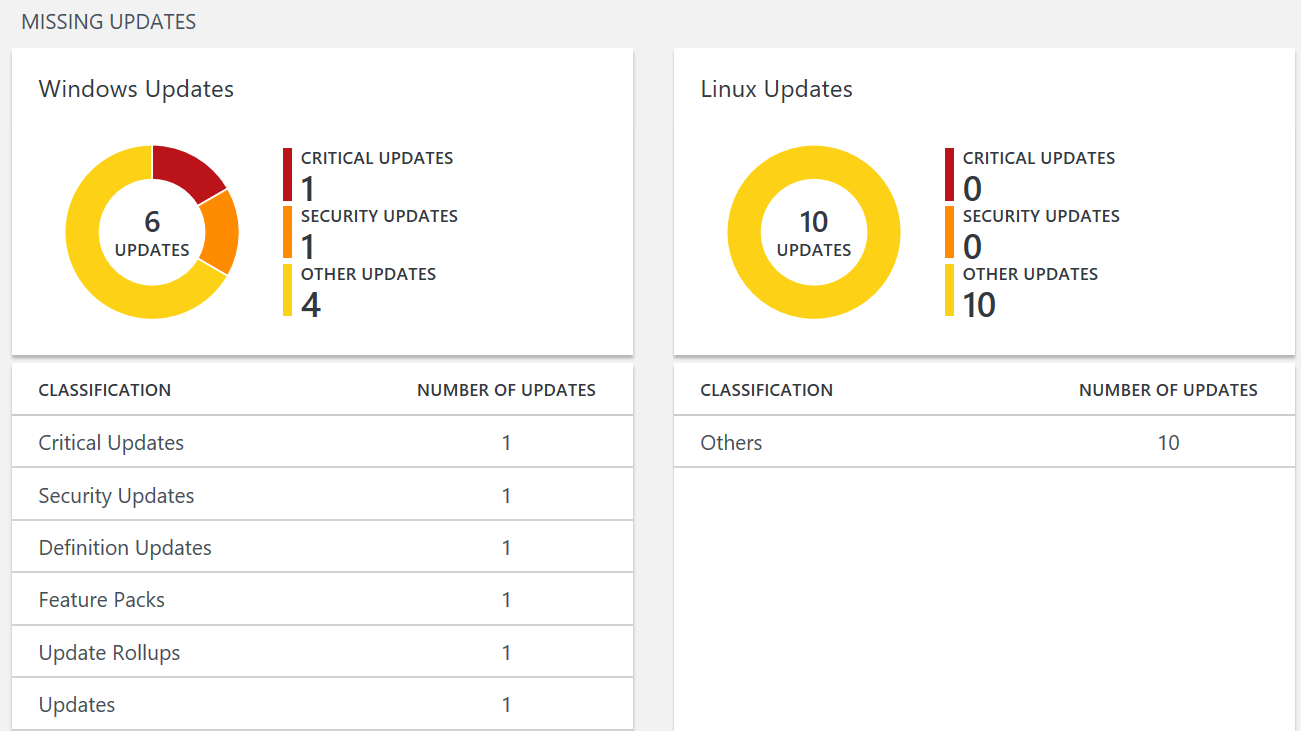 MISSING UPDATES
Windows Updates
6
UPDATES
CRITICAL UPDATES
1
SECURITY UPDATES
1
OTHER UPDATES
4
CLASSIFICATION NUMBER OF UPDATES
Critical Updates 1
Security Updates 1
Definition Updates 1
Feature Packs 1
Update Rollups 1
Updates 1
Linux Updates
10
UPDATES
CRITICAL UPDATES
0
SECURITY UPDATES
0
OTHER UPDATES
10
CLASSIFICATION NUMBER OF UPDATES
Others 10